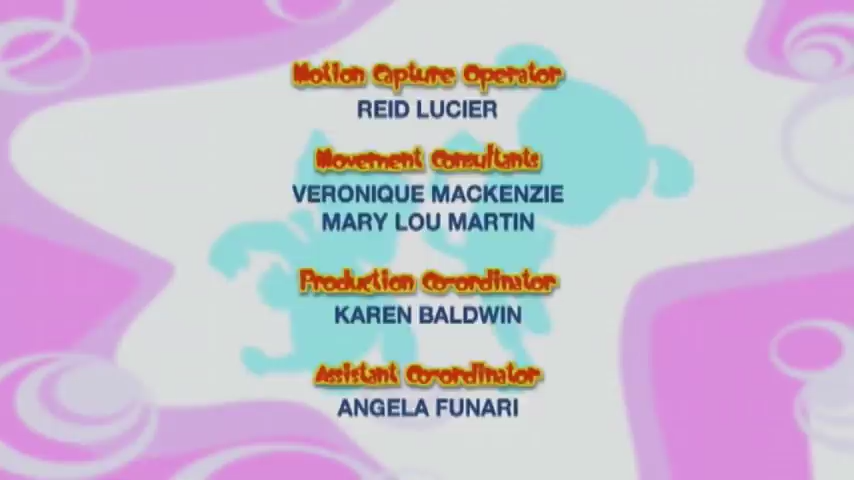 Motion Capture Operator
REID LUCIER
Movement Consultants
VERONIQUE MACKENZIE
MARY LOU MARTIN
Production Co-ordinator
KAREN BALDWIN
Assistant Co-ordinator
ANGELA FUNARI